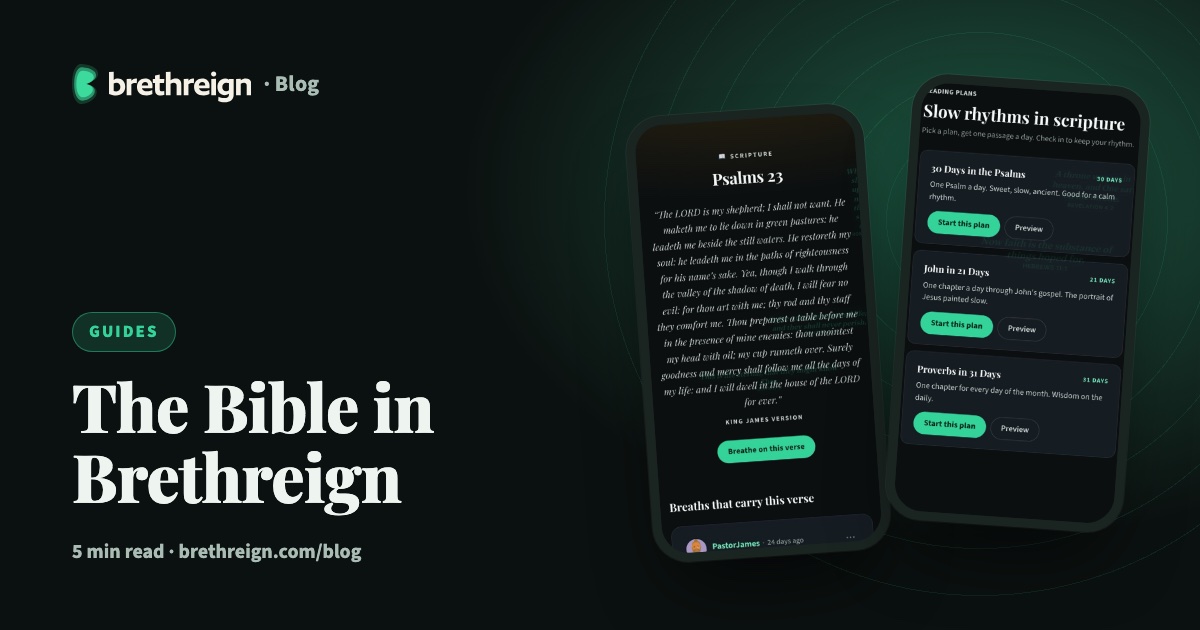 brethreign · Blog
GUIDES
The Bible in
Brethreign
5 min read · brethreign.com/blog
SCRIPTURE
Psalms 23
“The LORD is my shepherd; I shall not want. He
maketh me to lie down in green pastures: he
leadeth me beside the still waters. He restoreth my
soul: he leadeth me in the paths of righteousness
for his name's sake. Yea, though I walk through
the valley of the shadow of death, I will fear no
evil: for thou art with me; thy rod and thy staff
they comfort me. Thou preparest a table before me
in the presence of mine enemies: thou anointest
my head with oil; my cup runneth over. Surely
goodness and mercy shall follow me all the days of
my life: and I will dwell in the house of the LORD
for ever.”
KING JAMES VERSION
Breathe on this verse
Breaths that carry this verse
PastorJames · 24 days ago
EADING PLANS
Slow rhythms in scripture
Pick a plan, get one passage a day. Check in to keep your rhythm.
30 Days in the Psalms
30 DAYS
One Psalm a day. Sweet, slow, ancient. Good for a calm
rhythm.
Start this plan
Preview
John in 21 Days
21 DAYS
One chapter a day through John's gospel. The portrait of
Jesus painted slow.
Start this plan
Preview
Proverbs in 31 Days
31 DAYS
One chapter for every day of the month. Wisdom on the
daily.
Start this plan
Preview